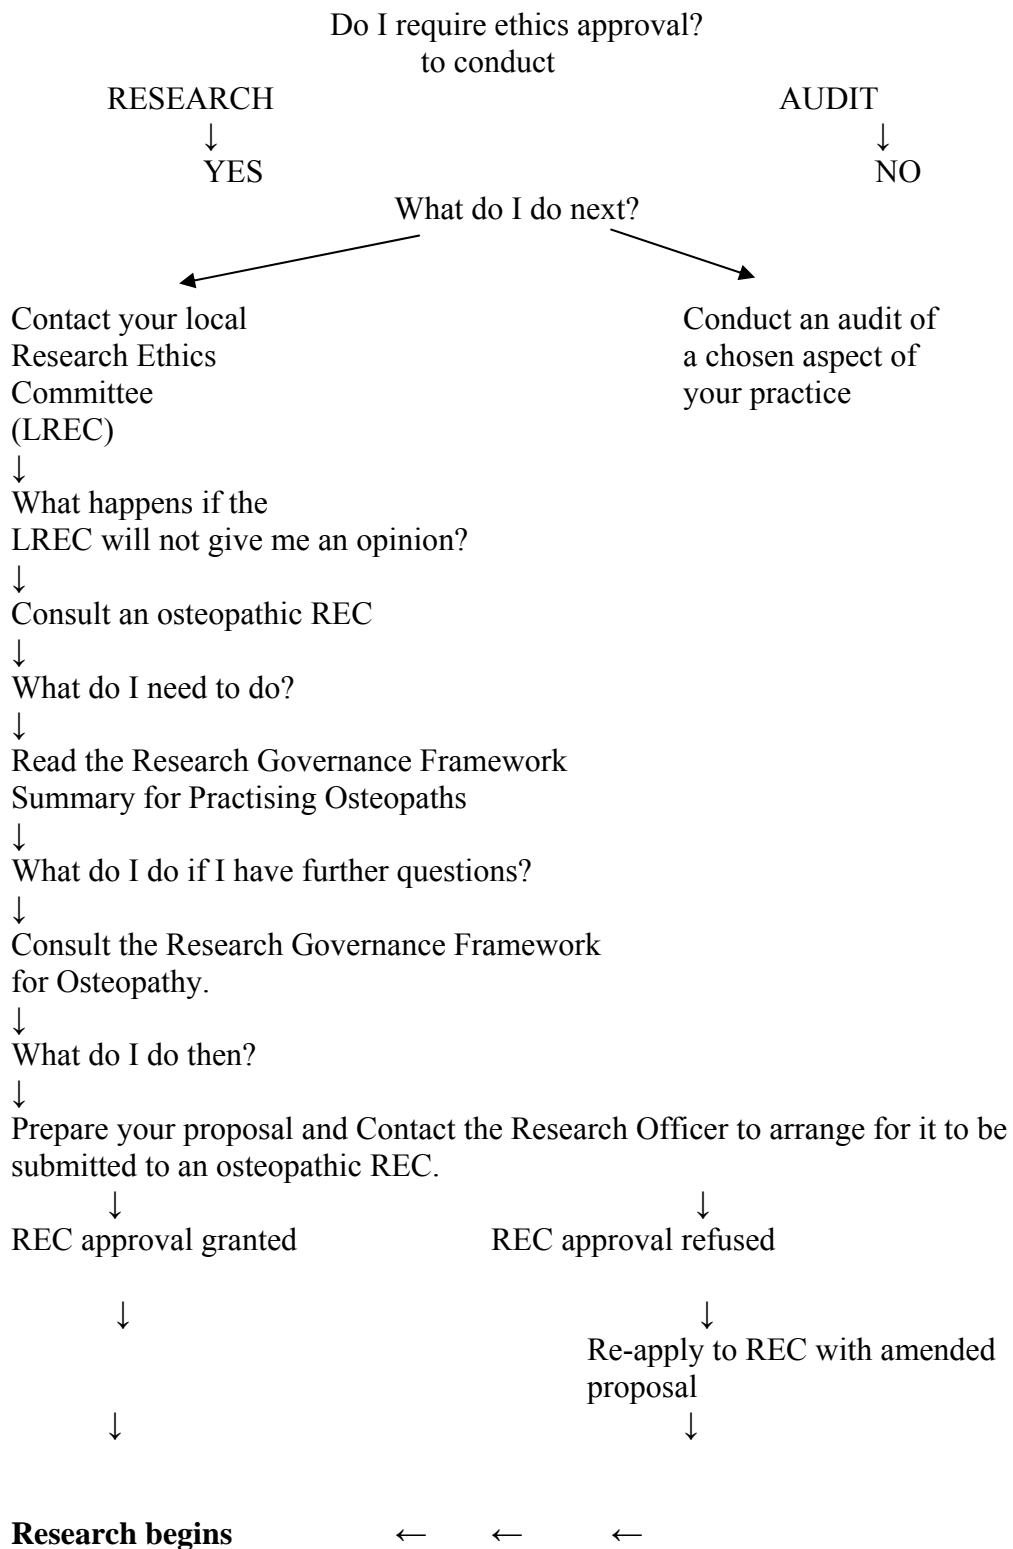 Do I require ethics approval?
to conduct
RESEARCH AUDIT
↓ ↓
YES NO
What do I do next?
Contact your local Conduct an audit of
Research Ethics a chosen aspect of
Committee your practice
(LREC)
↓
What happens if the
LREC will not give me an opinion?
↓
Consult an osteopathic REC
↓
What do I need to do?
↓
Read the Research Governance Framework
Summary for Practising Osteopaths
↓
What do I do if I have further questions?
↓
Consult the Research Governance Framework
for Osteopathy.
↓
What do I do then?
↓
Prepare your proposal and Contact the Research Officer to arrange for it to be
submitted to an osteopathic REC.
↓ ↓
REC approval granted REC approval refused
↓ ↓
Re-apply to REC with amended
proposal
↓ ↓
Research begins ← ← ←